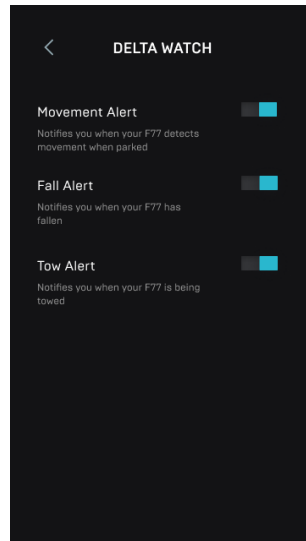 DELTA WATCH
Movement Alert
Notifies you when your F77 detects
movement when parked
Fall Alert
Notifies you when your F77 has
fallen
Tow Alert
Notifies you when your F77 is being
towed